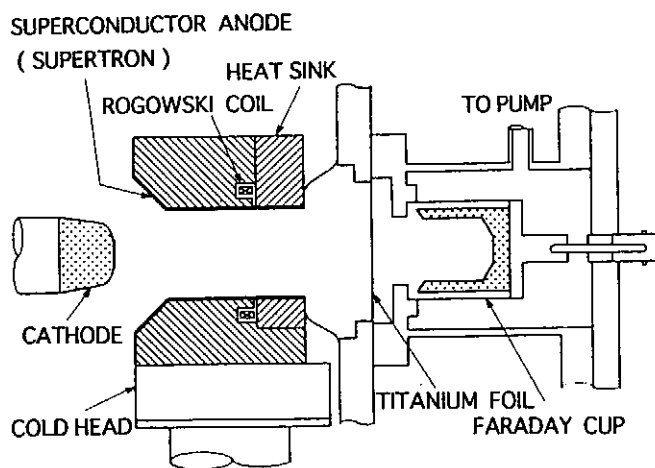 SUPERCONDUCTOR ANODE
( SUPERTRON )
HEAT SINK
ROGOWSKI COIL
TO PUMP
CATHODE
COLD HEAD
TITANIUM FOIL
FARADAY CUP